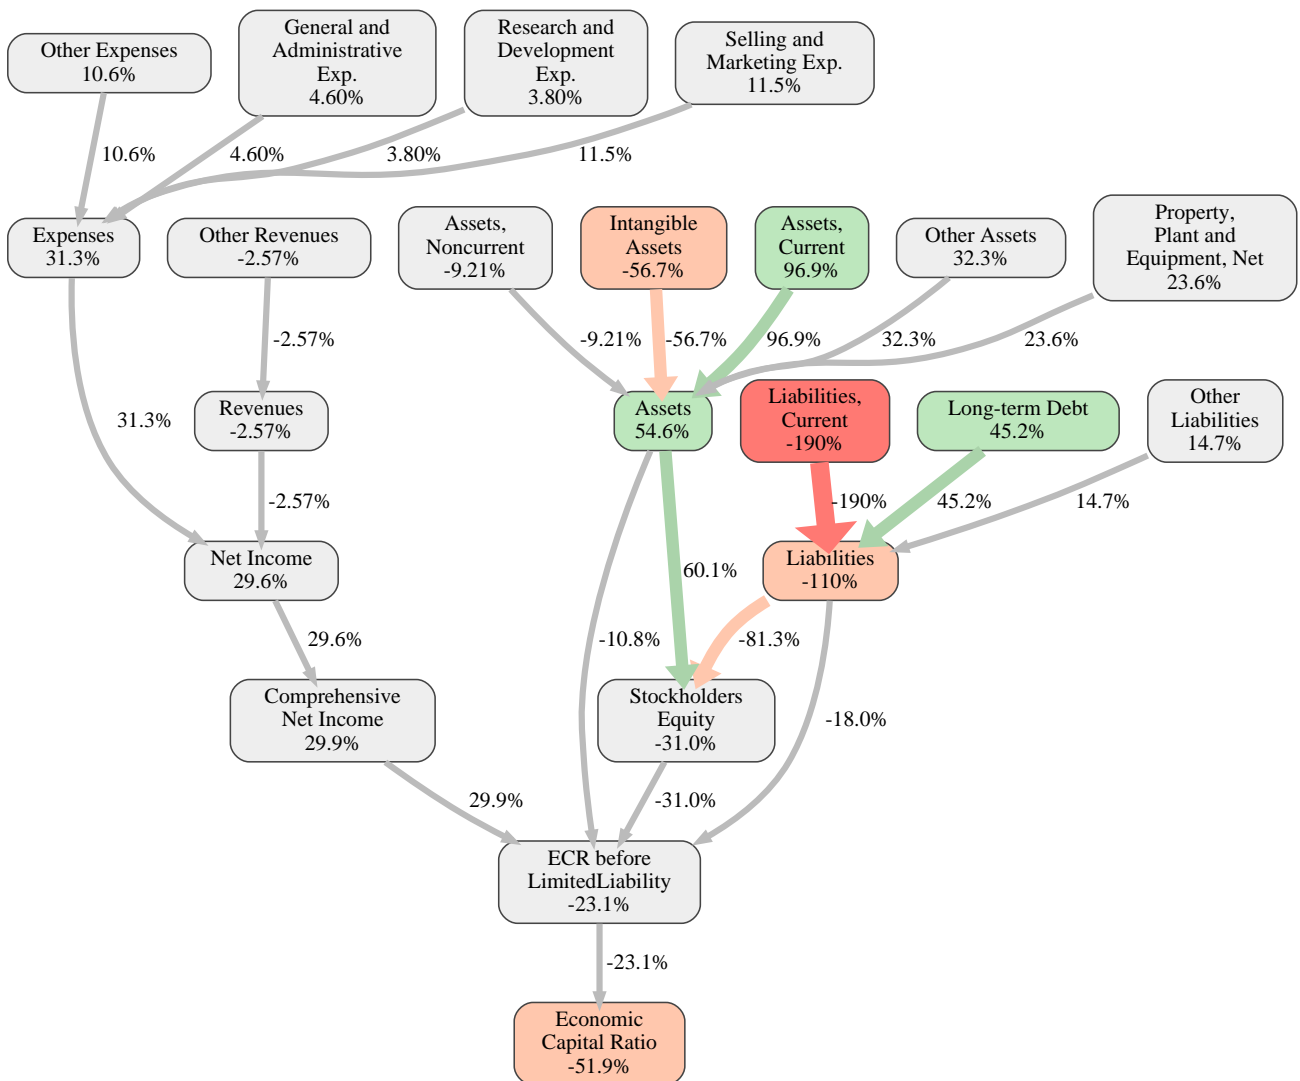 Other Expenses
10.6%
General and
Administrative
Exp.
4.60%
Research and
Development
Exp.
3.80%
Selling and
Marketing Exp.
11.5%
10.6%
4.60%
3.80%
11.5%
Expenses
31.3%
Other Revenues
-2.57%
Assets,
Noncurrent
-9.21%
Intangible
Assets
-56.7%
Assets,
Current
96.9%
Other Assets
32.3%
Property,
Plant and
Equipment, Net
23.6%
-2.57%
-9.21%
-56.7%
96.9%
32.3%
23.6%
31.3%
Revenues
-2.57%
Assets
54.6%
Liabilities,
Current
-190%
Long-term Debt
45.2%
Other
Liabilities
14.7%
-2.57%
-190%
45.2%
14.7%
Net Income
29.6%
60.1%
Liabilities
-110%
29.6%
-10.8%
-81.3%
Comprehensive
Net Income
29.9%
Stockholders
Equity
-31.0%
-18.0%
29.9%
-31.0%
ECR before
LimitedLiability
-23.1%
-23.1%
Economic
Capital Ratio
-51.9%